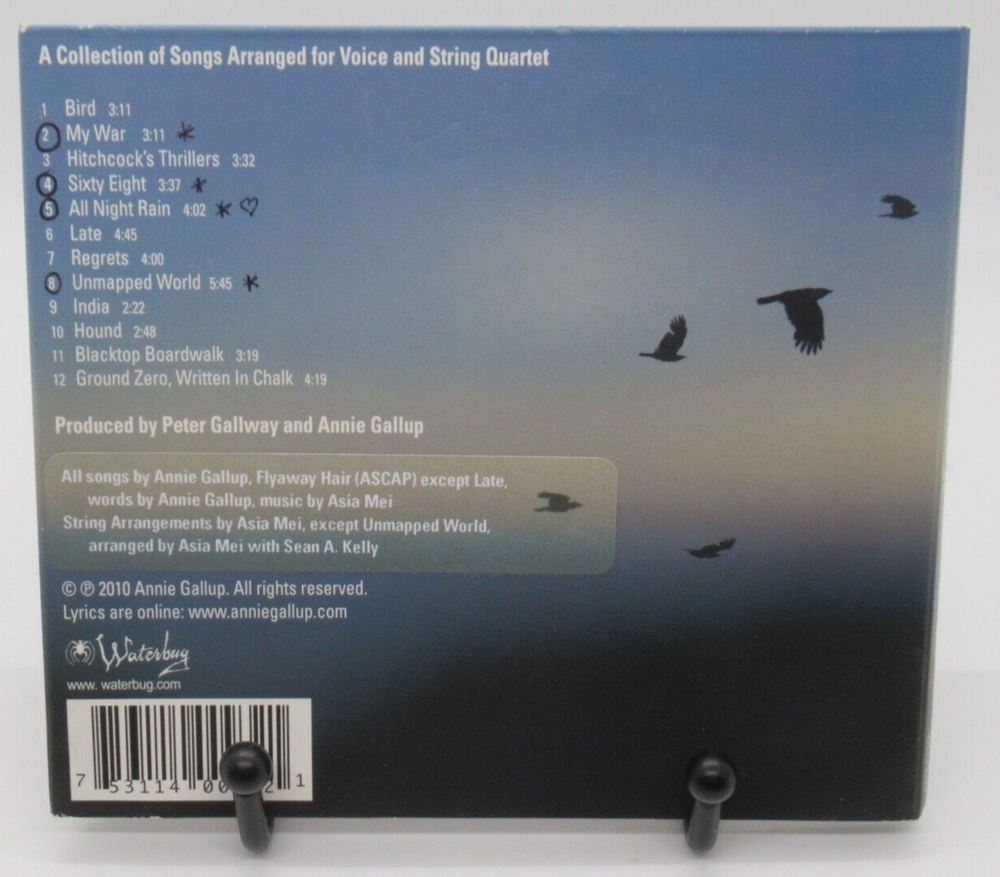 A Collection of Songs Arranged for Voice and String Quartet
1 Bird 3:11
2 My War 3:11 *
3 Hitchcock's Thrillers 3:32
4 Sixty Eight 3:37 *
5 All Night Rain 4:02 * ♡
6 Late 4:45
7 Regrets 4:00
8 Unmapped World 5:45 *
9 India 2:22
10 Hound 2:48
11 Blacktop Boardwalk 3:19
12 Ground Zero, Written In Chalk 4:19
Produced by Peter Gallway and Annie Gallup
All songs by Annie Gallup, Flyaway Hair (ASCAP) except Late,
words by Annie Gallup, music by Asia Mei
String Arrangements by Asia Mei, except Unmapped World,
arranged by Asia Mei with Sean A. Kelly
© ℗ 2010 Annie Gallup. All rights reserved.
Lyrics are online: www.anniegallup.com
Waterbug
www. waterbug.com
7 53114 00 2 1